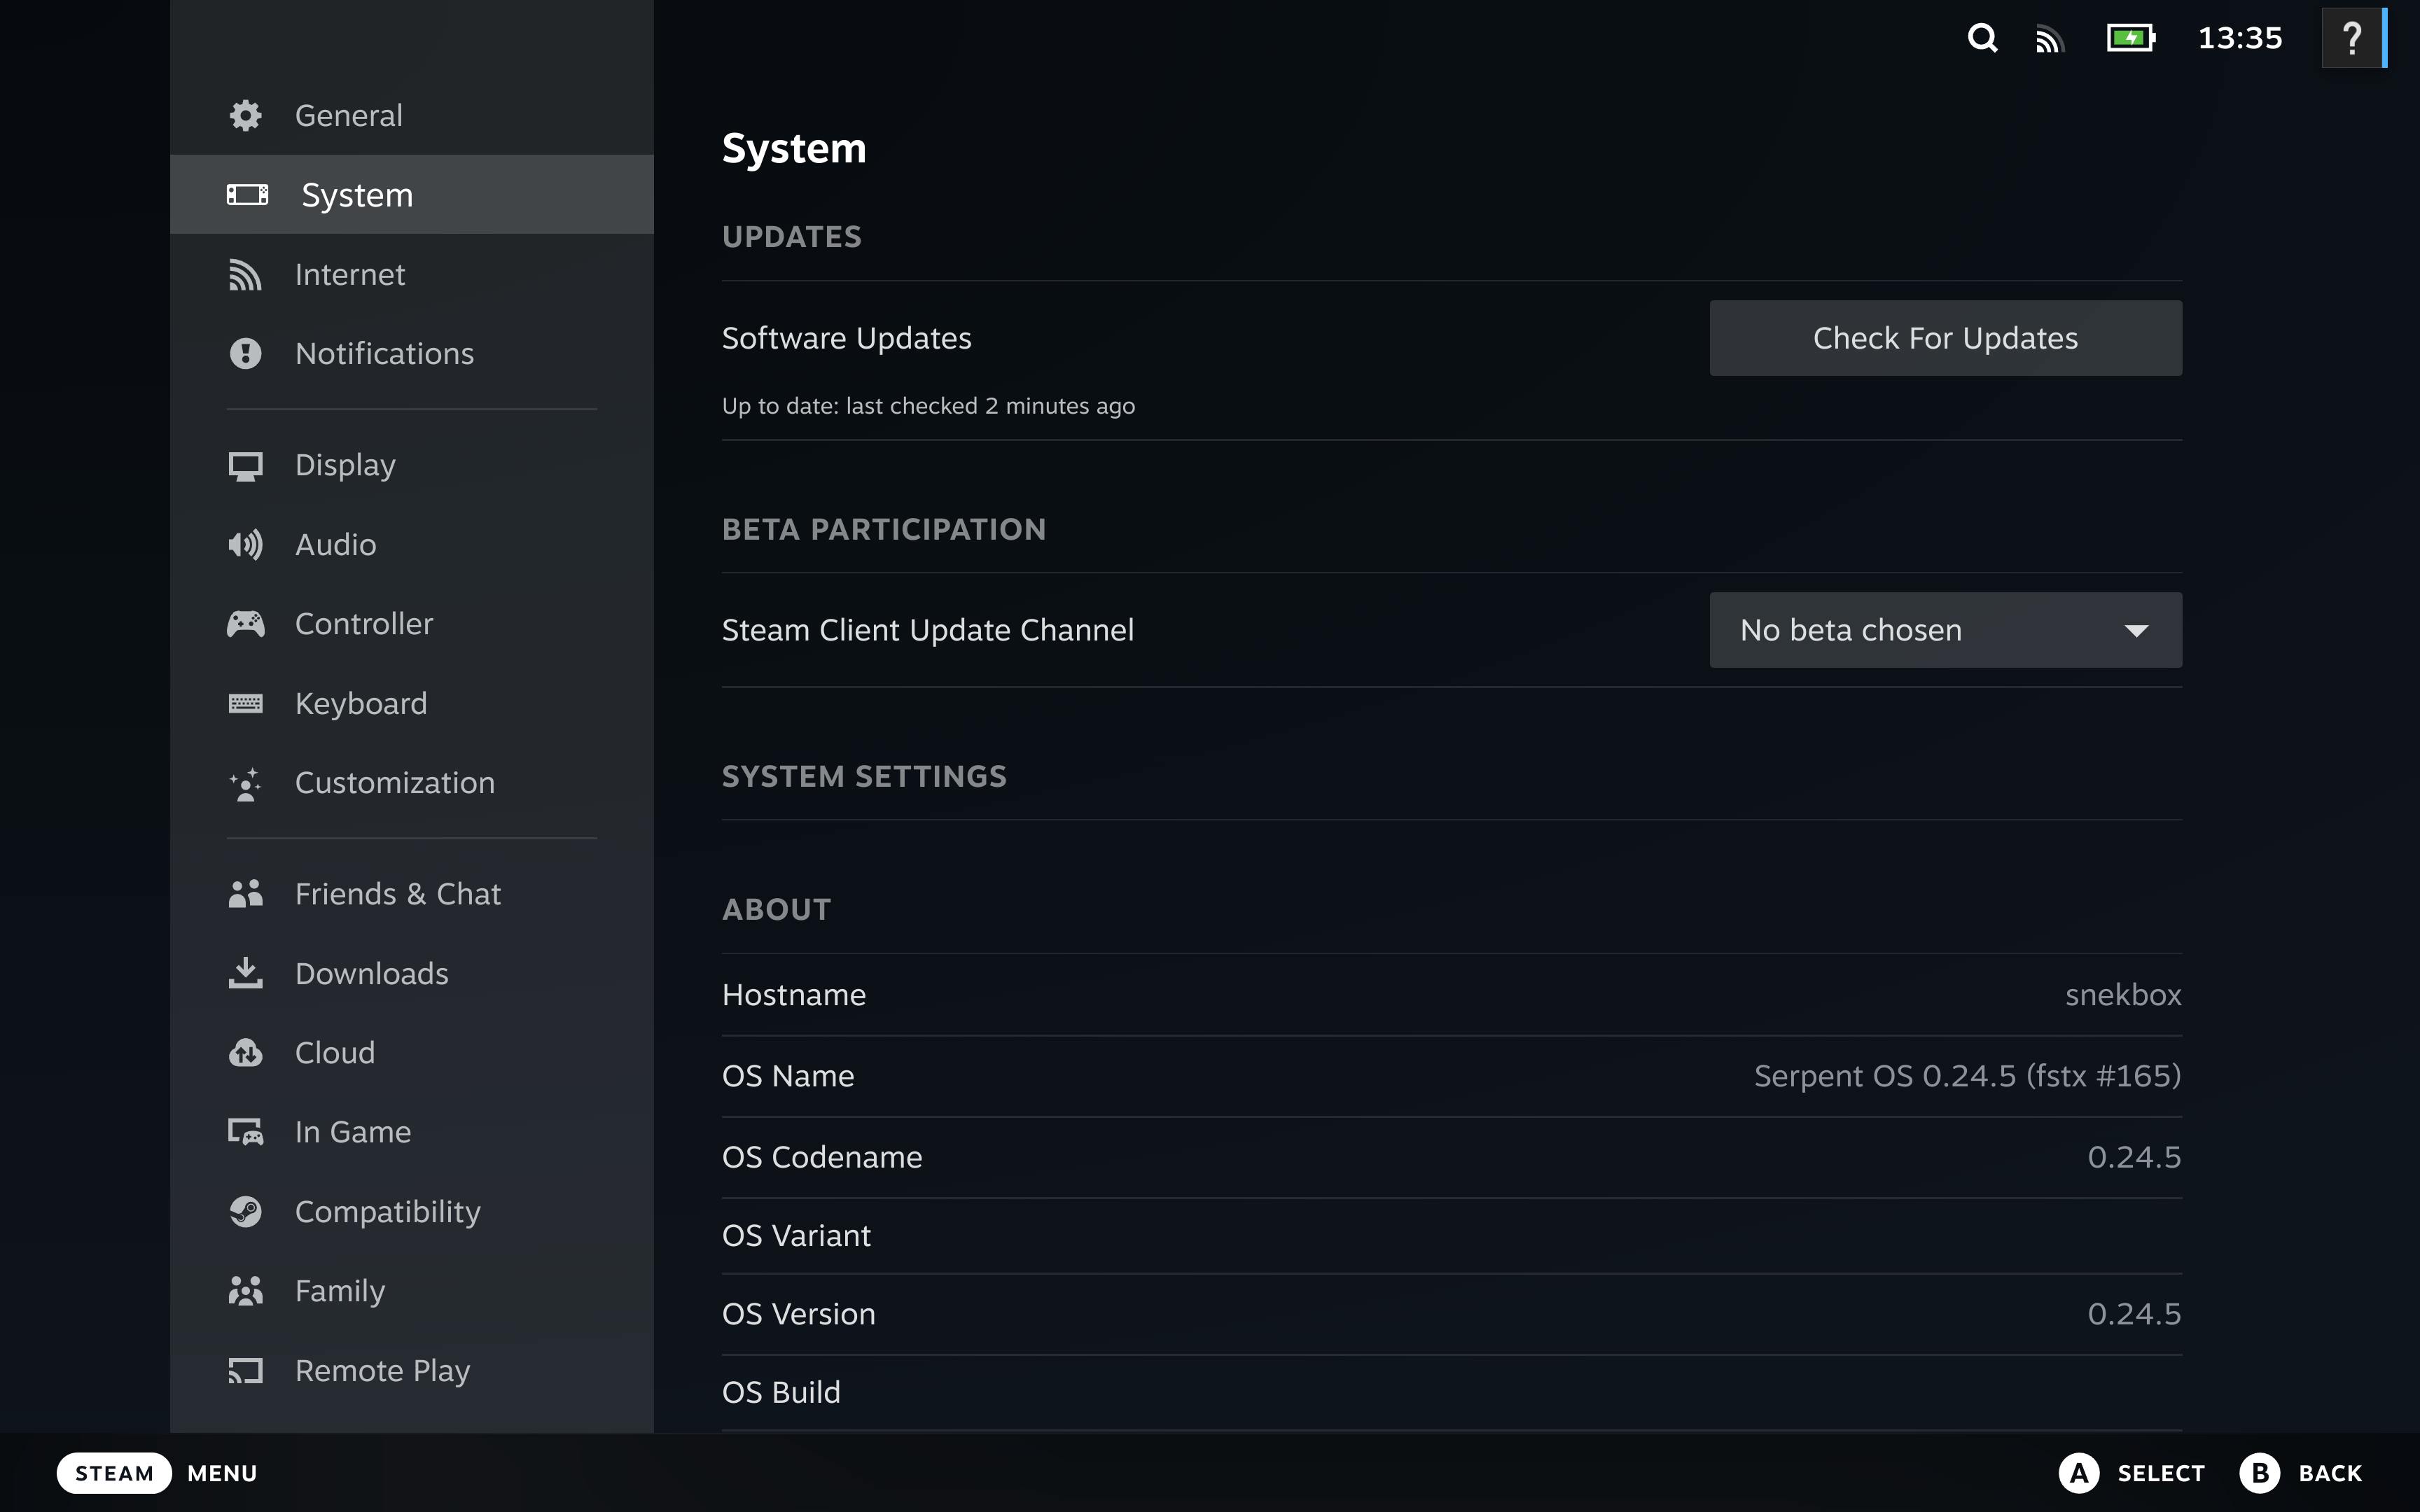 13:35
?
General
System
Internet
Notifications
Display
Audio
Controller
Keyboard
Customization
Friends & Chat
Downloads
Cloud
In Game
Compatibility
Family
Remote Play
System
UPDATES
Software Updates
Check For Updates
Up to date: last checked 2 minutes ago
BETA PARTICIPATION
Steam Client Update Channel
No beta chosen
SYSTEM SETTINGS
ABOUT
Hostname snekbox
OS Name Serpent OS 0.24.5 (fstx #165)
OS Codename 0.24.5
OS Variant
OS Version 0.24.5
OS Build
STEAM MENU
A SELECT B BACK